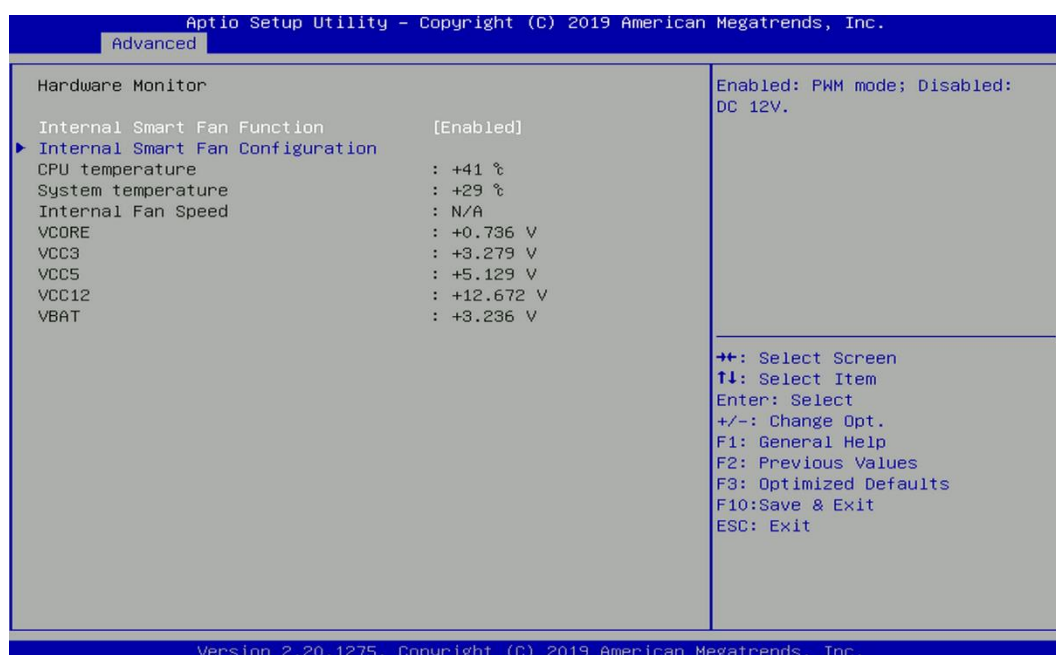 Aptio Setup Utility – Copyright (C) 2019 American Megatrends, Inc.
Advanced
Hardware Monitor
Internal Smart Fan Function [Enabled]
Internal Smart Fan Configuration
CPU temperature : +41 ℃
System temperature : +29 ℃
Internal Fan Speed : N/A
VCORE : +0.736 V
VCC3 : +3.279 V
VCC5 : +5.129 V
VCC12 : +12.672 V
VBAT : +3.236 V
Enabled: PWM mode; Disabled:
DC 12V.
→←: Select Screen
↑↓: Select Item
Enter: Select
+/-: Change Opt.
F1: General Help
F2: Previous Values
F3: Optimized Defaults
F10:Save & Exit
ESC: Exit
Version 2.20.1275. Copyright (C) 2019 American Megatrends, Inc.